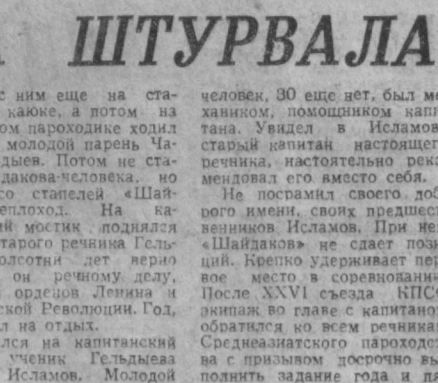 ШТУРВАЛА
с ним еще на ста-
каюке, а потом на
ом пароходике ходил
молодой парень Ча-
дыев. Потом не ста-
дакова-человека, но
со стапелей «Шай-
еплоход. На ка-
ий мостик поднялся
тарого речника Гель-
олсотни лет верно
он речному делу,
орденов Ленина и
ской Революции. Год,
л на отдых.
лся на капитанский
ученик Гельдыева
Исламов. Молодой
человек, 30 еще нет, был ме
хаником, помощником капи
тана. Увидел в Исламов
старый капитан настоящег
речника, настоятельно рек
мендовал его вместо себя.
Не посрамил своего доб
рого имени, своих предшест
венников Исламов. При не
«Шайдаков» не сдает пози
ций. Крепко удерживает пер
вое место в соревновани
После XXVI съезда КПСС
экипаж во главе с капитано
обратился ко всем речника
Среднеазиатского пароходст
ва с призывом досрочно вы
полнить задание года и